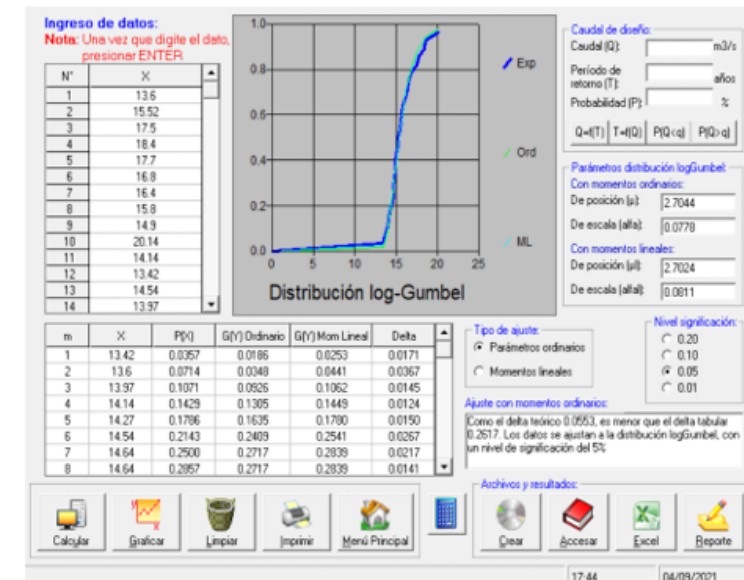 Ingreso de datos:
Nota: Una vez que digite el dato,
presionar ENTER
N° X
1 13.6
2 15.52
3 17.5
4 18.4
5 17.7
6 16.8
7 16.4
8 15.8
9 14.9
10 20.14
11 14.14
12 13.42
13 14.54
14 13.97
1.0
0.8
0.6
0.4
0.2
0.0
0 5 10 15 20 25
Exp
Ord
ML
Distribución log-Gumbel
Caudal de diseño:
Caudal (Q): m3/s
Período de
retorno (T): años
Probabilidad (P): %
Q=f(T) T=f(Q) P(Q<q) P(Q>q)
Parámetros distribución logGumbel:
Con momentos ordinarios:
De posición (µ): 2.7044
De escala (alfa): 0.0778
Con momentos lineales:
De posición (µl): 2.7024
De escala (alfal): 0.0811
m X P(X) G(Y) Ordinario G(Y) Mom Lineal Delta
1 13.42 0.0357 0.0186 0.0253 0.0171
2 13.6 0.0714 0.0348 0.0441 0.0367
3 13.97 0.1071 0.0926 0.1062 0.0145
4 14.14 0.1429 0.1305 0.1449 0.0124
5 14.27 0.1786 0.1635 0.1780 0.0150
6 14.54 0.2143 0.2409 0.2541 0.0267
7 14.64 0.2500 0.2717 0.2839 0.0217
8 14.64 0.2857 0.2717 0.2839 0.0141
Tipo de ajuste:
Parámetros ordinarios
Momentos lineales
Nivel significación:
0.20
0.10
0.05
0.01
Ajuste con momentos ordinarios:
Como el delta teórico 0.0553, es menor que el delta tabular
0.2617. Los datos se ajustan a la distribución logGumbel, con
un nivel de significación del 5%
Calcular
Graficar
Limpiar
Imprimir
Menú Principal
Archivos y resultados:
Crear
Accesar
Excel
Reporte
17:44 04/09/2021